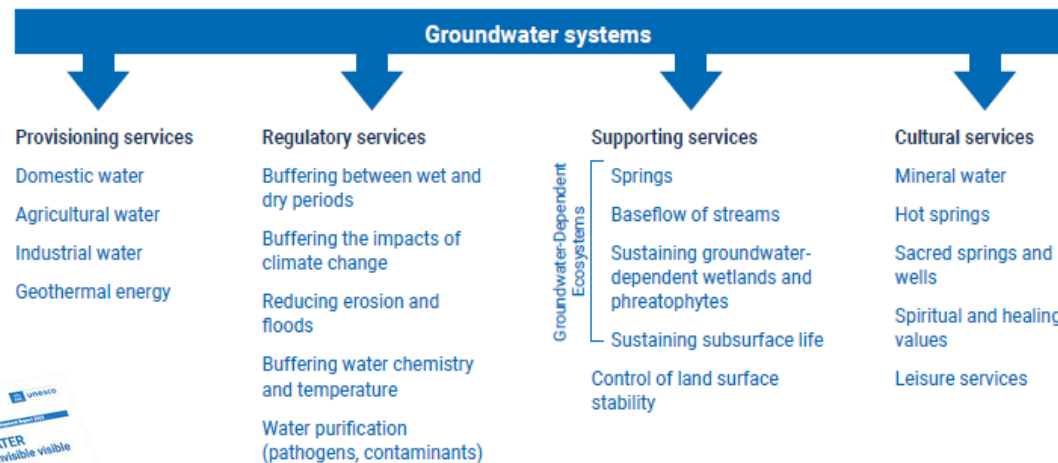 Groundwater systems
Provisioning services
Domestic water
Agricultural water
Industrial water
Geothermal energy
Regulatory services
Buffering between wet and
dry periods
Buffering the impacts of
climate change
Reducing erosion and
floods
Buffering water chemistry
and temperature
Water purification
(pathogens, contaminants)
Supporting services
Groundwater-Dependent
Ecosystems
Springs
Baseflow of streams
Sustaining groundwater-
dependent wetlands and
phreatophytes
Sustaining subsurface life
Control of land surface
stability
Cultural services
Mineral water
Hot springs
Sacred springs and
wells
Spiritual and healing
values
Leisure services
unesco
ATER
nvisible visible